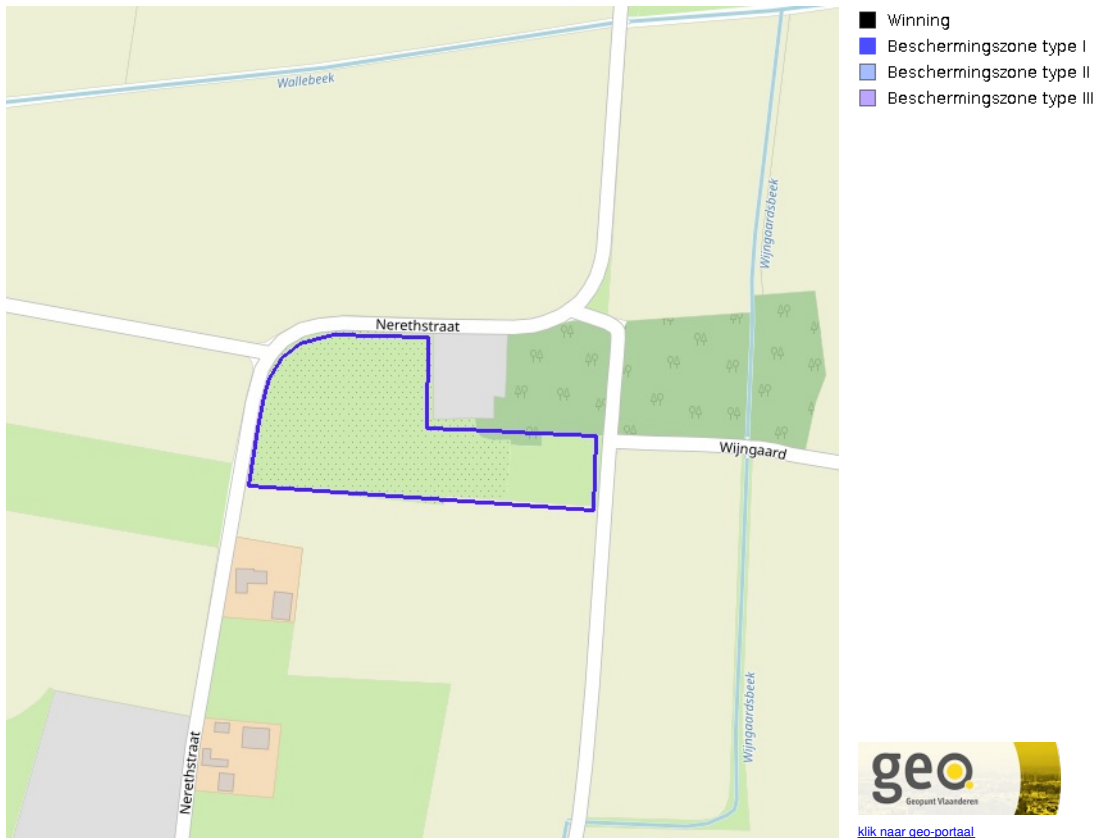 Winning
Beschermingszone type I
Beschermingszone type II
Beschermingszone type III
Wallebeek
Wijngaardsbeek
Nerethstraat
Wijngaard
Wijngaardsbeek
Nerethstraat
geo
Geopunt Vlaanderen
klik naar geo-portaal